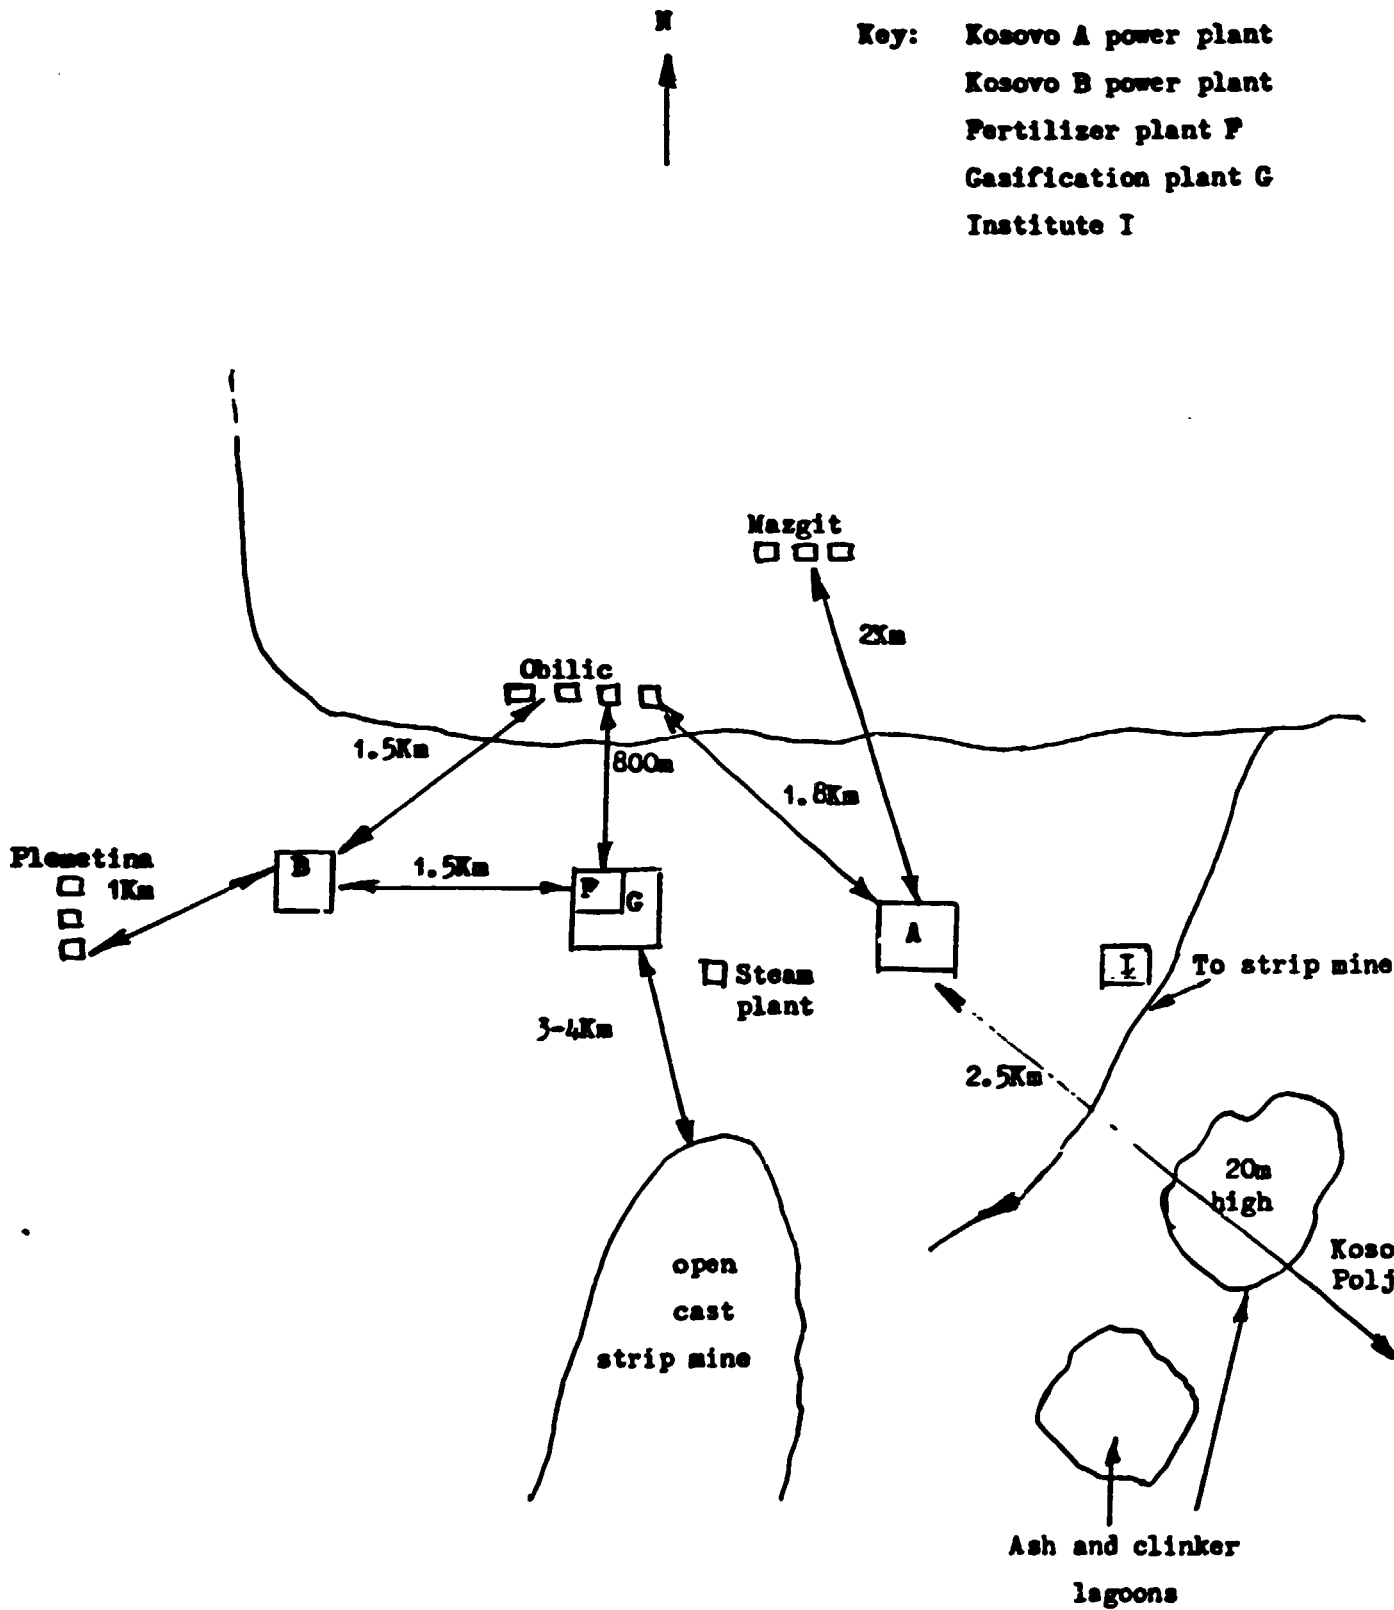 N
Key: Kosovo A power plant
Kosovo B power plant
Fertilizer plant F
Gasification plant G
Institute I
Mazgit
2Km
Obilic
1.5Km
800m
1.8Km
Plemetina
1Km
B
1.5Km
F
G
A
I
To strip mine
Steam
plant
3-4Km
2.5Km
20m
high
Koso
Polj
open
cast
strip mine
Ash and clinker
lagoons